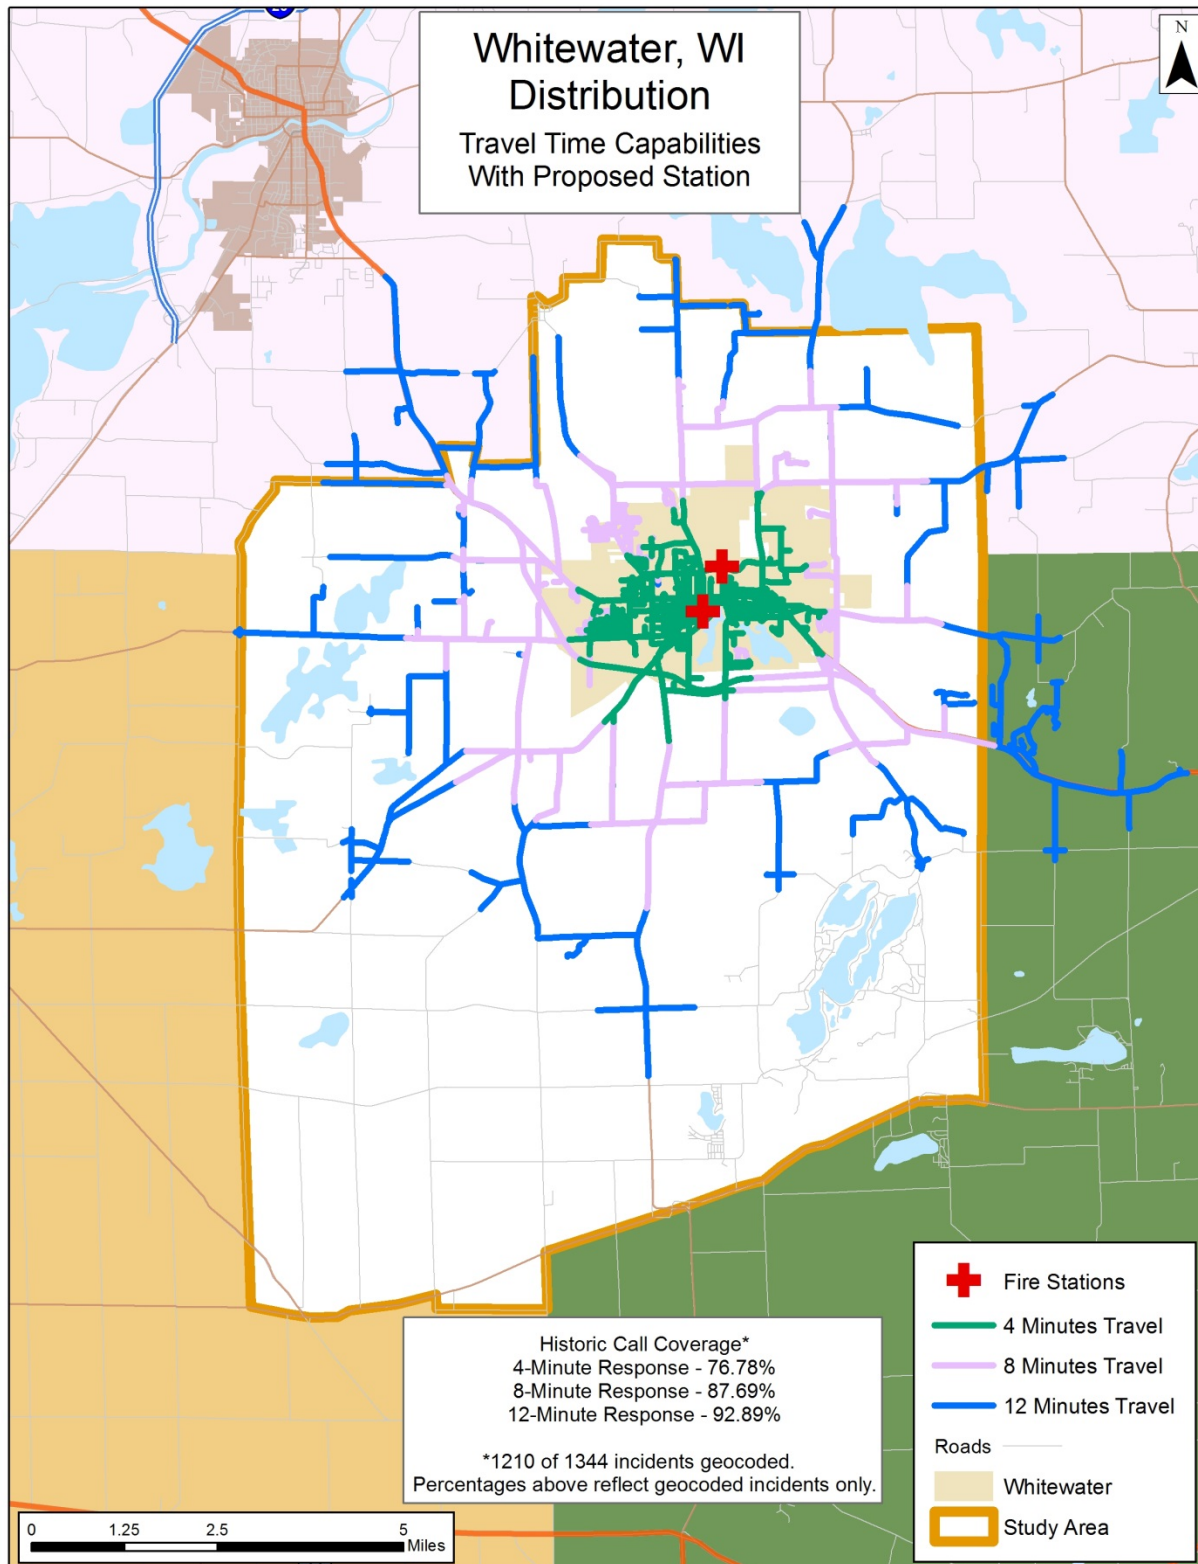 Whitewater, WI
Distribution
Travel Time Capabilities
With Proposed Station
N
Historic Call Coverage*
4-Minute Response - 76.78%
8-Minute Response - 87.69%
12-Minute Response - 92.89%
*1210 of 1344 incidents geocoded.
Percentages above reflect geocoded incidents only.
Fire Stations
4 Minutes Travel
8 Minutes Travel
12 Minutes Travel
Roads
Whitewater
Study Area
0 1.25 2.5 5
Miles